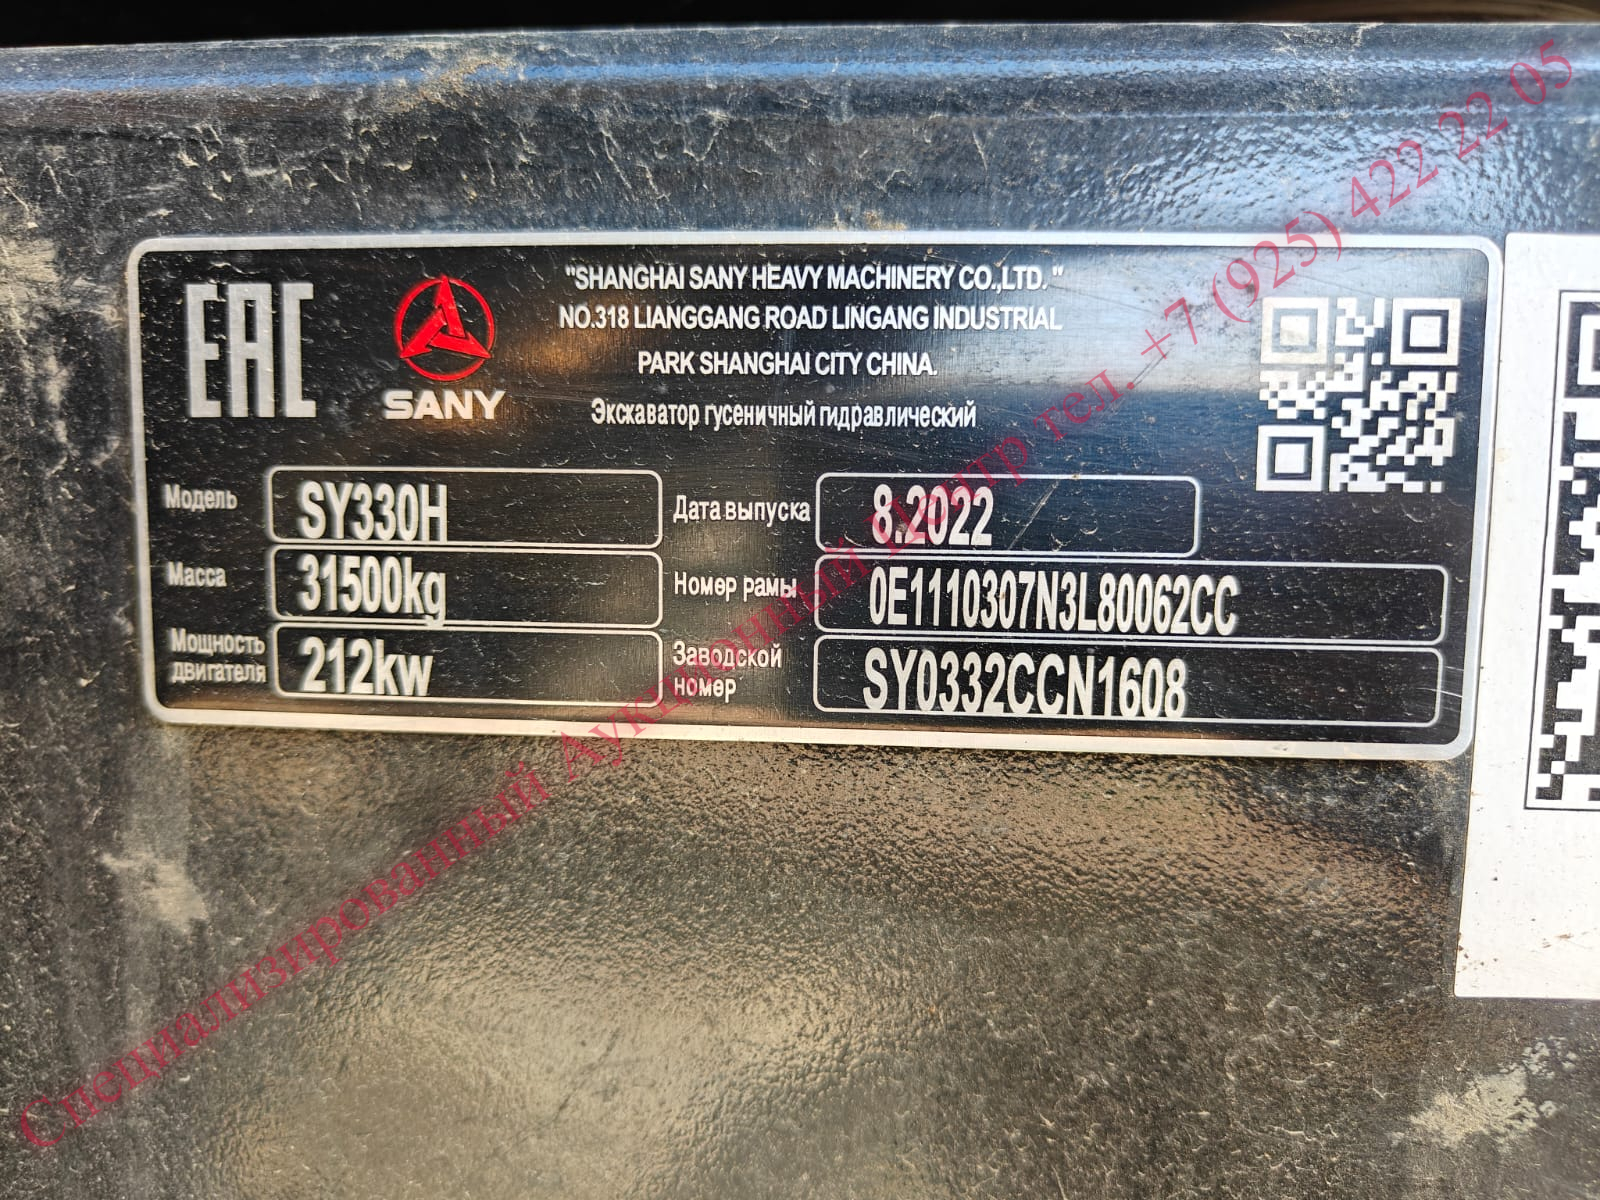 EAC
SANY
"SHANGHAI SANY HEAVY MACHINERY CO.,LTD."
NO.318 LIANGGANG ROAD LINGANG INDUSTRIAL
PARK SHANGHAI CITY CHINA.
Экскаватор гусеничный гидравлический
Модель SY330H
Дата выпуска 8.2022
Масса 31500kg
Номер рамы 0E1110307N3L80062CC
Мощность
двигателя 212kw
Заводской
номер SY0332CCN1608
Специализированный Аукционный Центр тел. +7 (925) 422 22 05